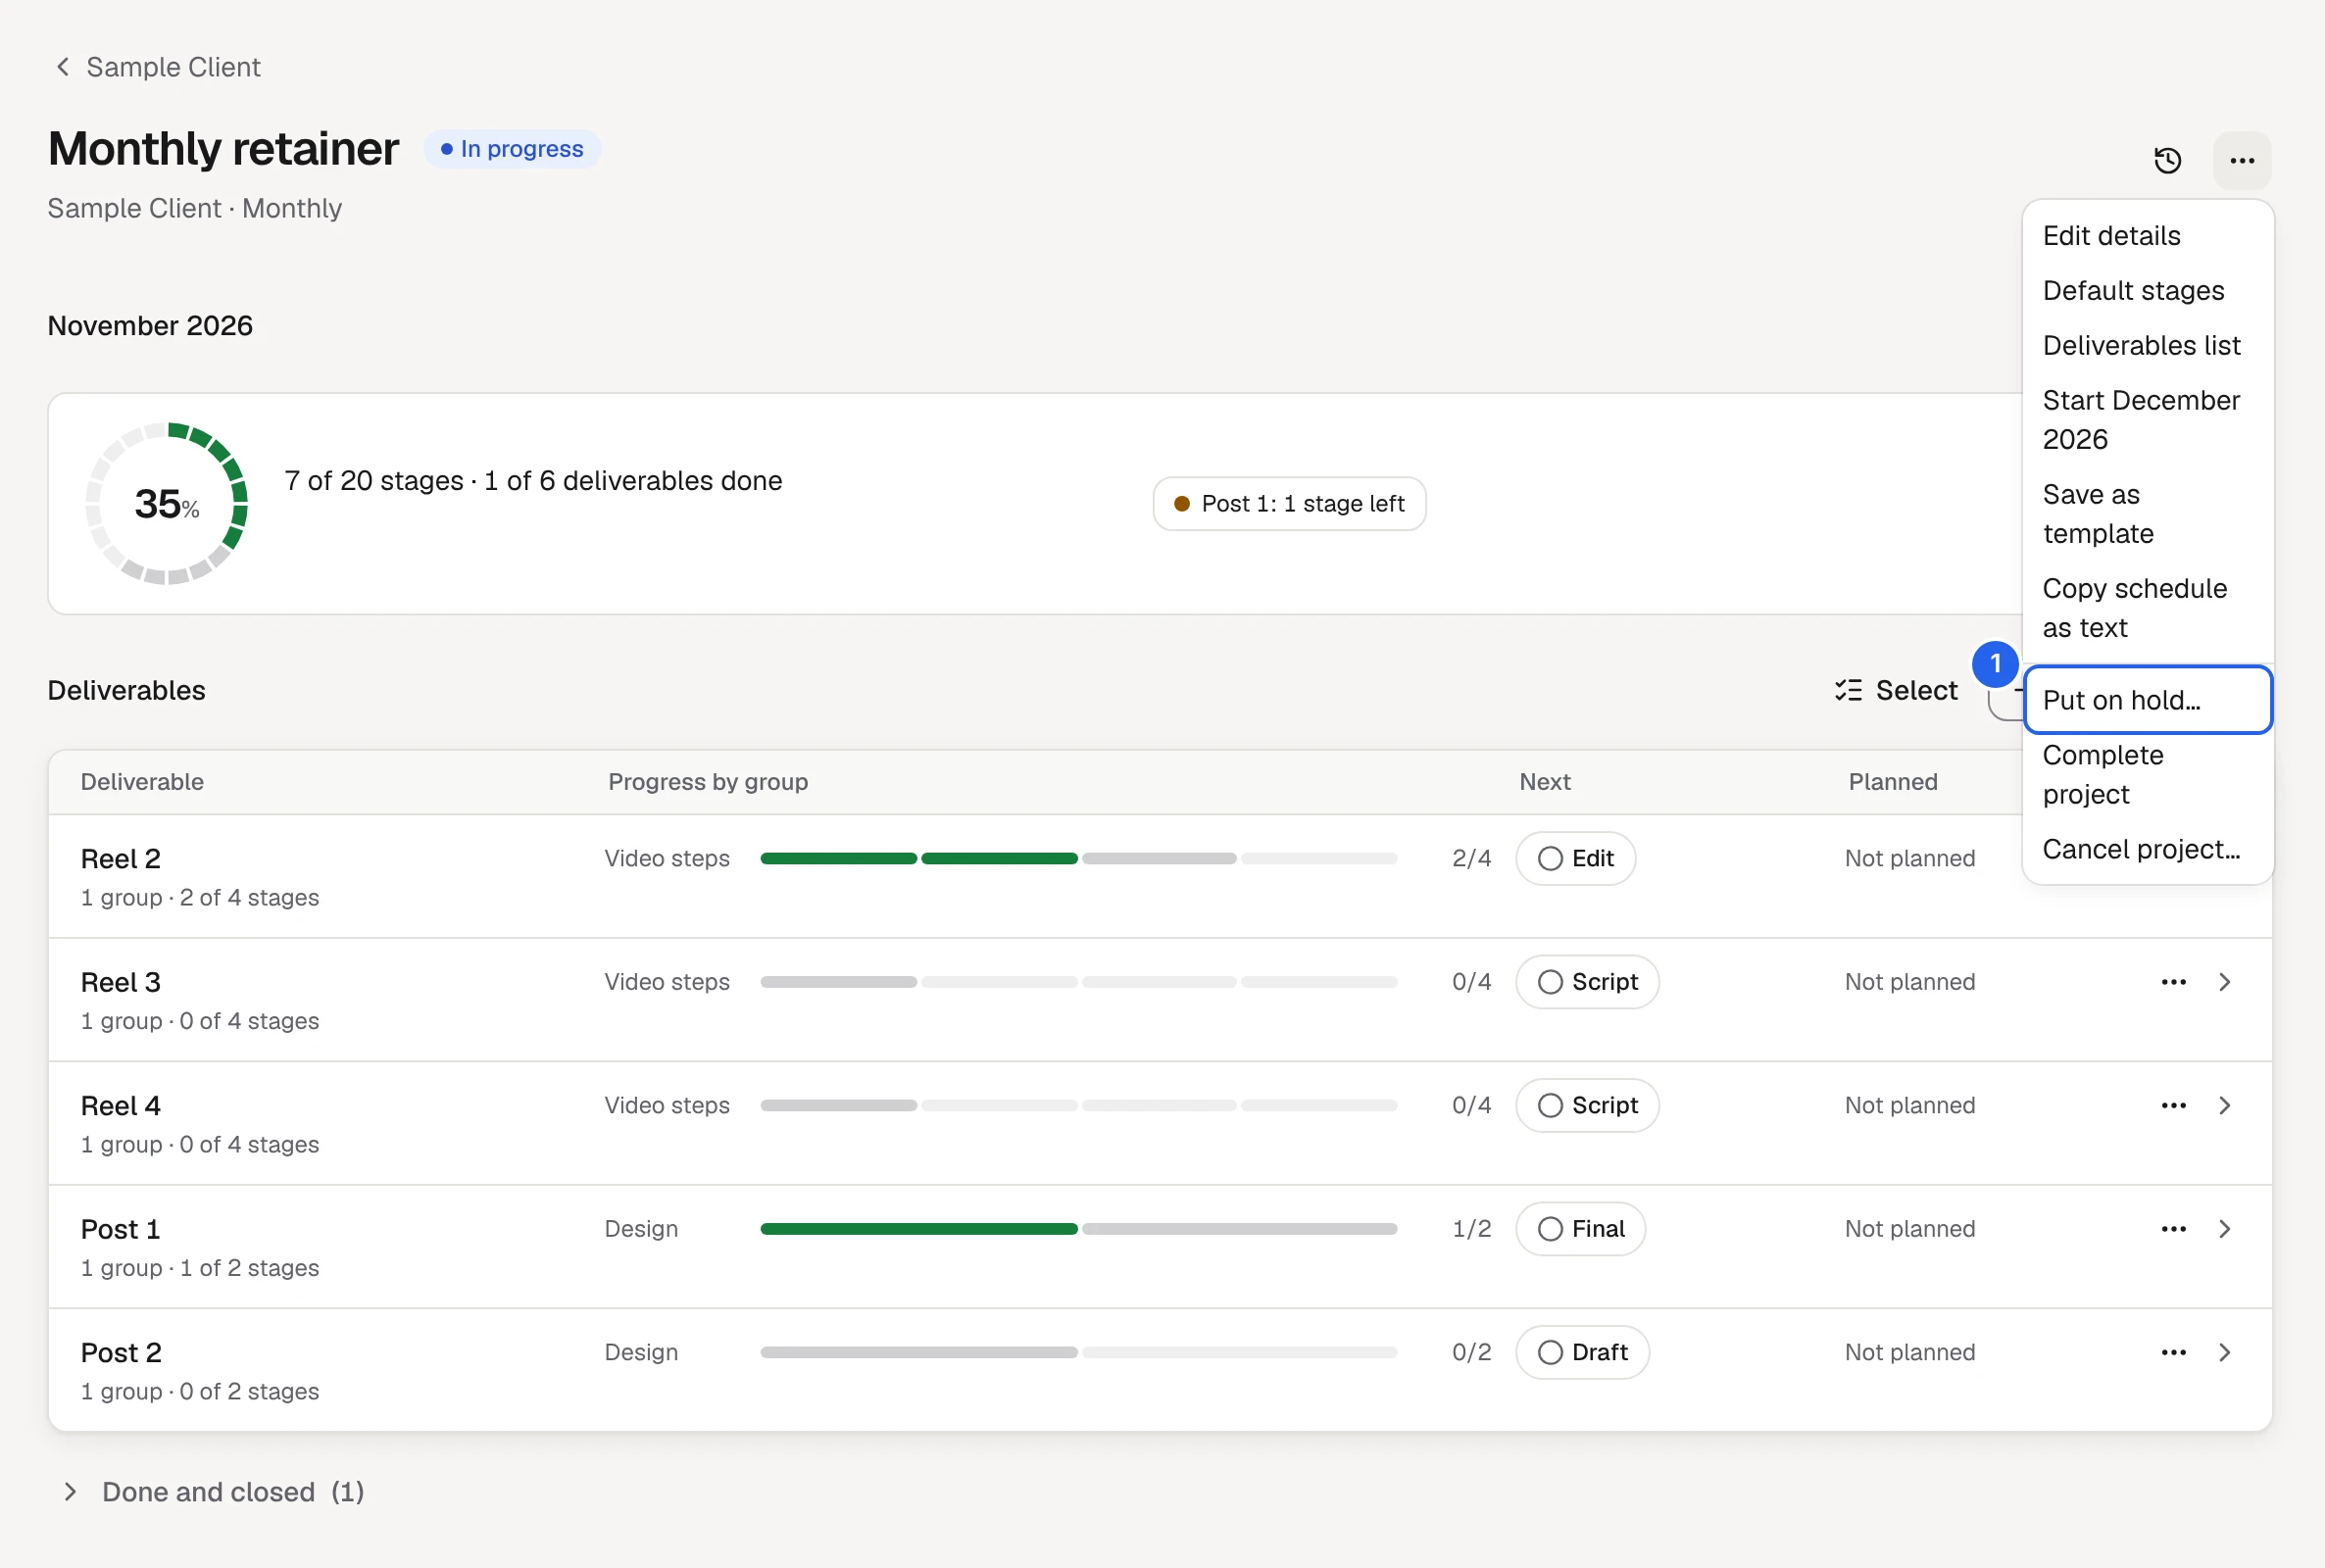 Sample Client
Monthly retainer
In progress
Sample Client · Monthly
Edit details
Default stages
Deliverables list
Start December
2026
Save as
template
Copy schedule
as text
Put on hold…
Complete
project
Cancel project…
November 2026
35%
7 of 20 stages · 1 of 6 deliverables done
Post 1: 1 stage left
Deliverables
Select
1
Deliverable Progress by group Next Planned
Reel 2 Video steps 2/4 Edit Not planned
1 group · 2 of 4 stages
Reel 3 Video steps 0/4 Script Not planned
1 group · 0 of 4 stages
Reel 4 Video steps 0/4 Script Not planned
1 group · 0 of 4 stages
Post 1 Design 1/2 Final Not planned
1 group · 1 of 2 stages
Post 2 Design 0/2 Draft Not planned
1 group · 0 of 2 stages
Done and closed (1)